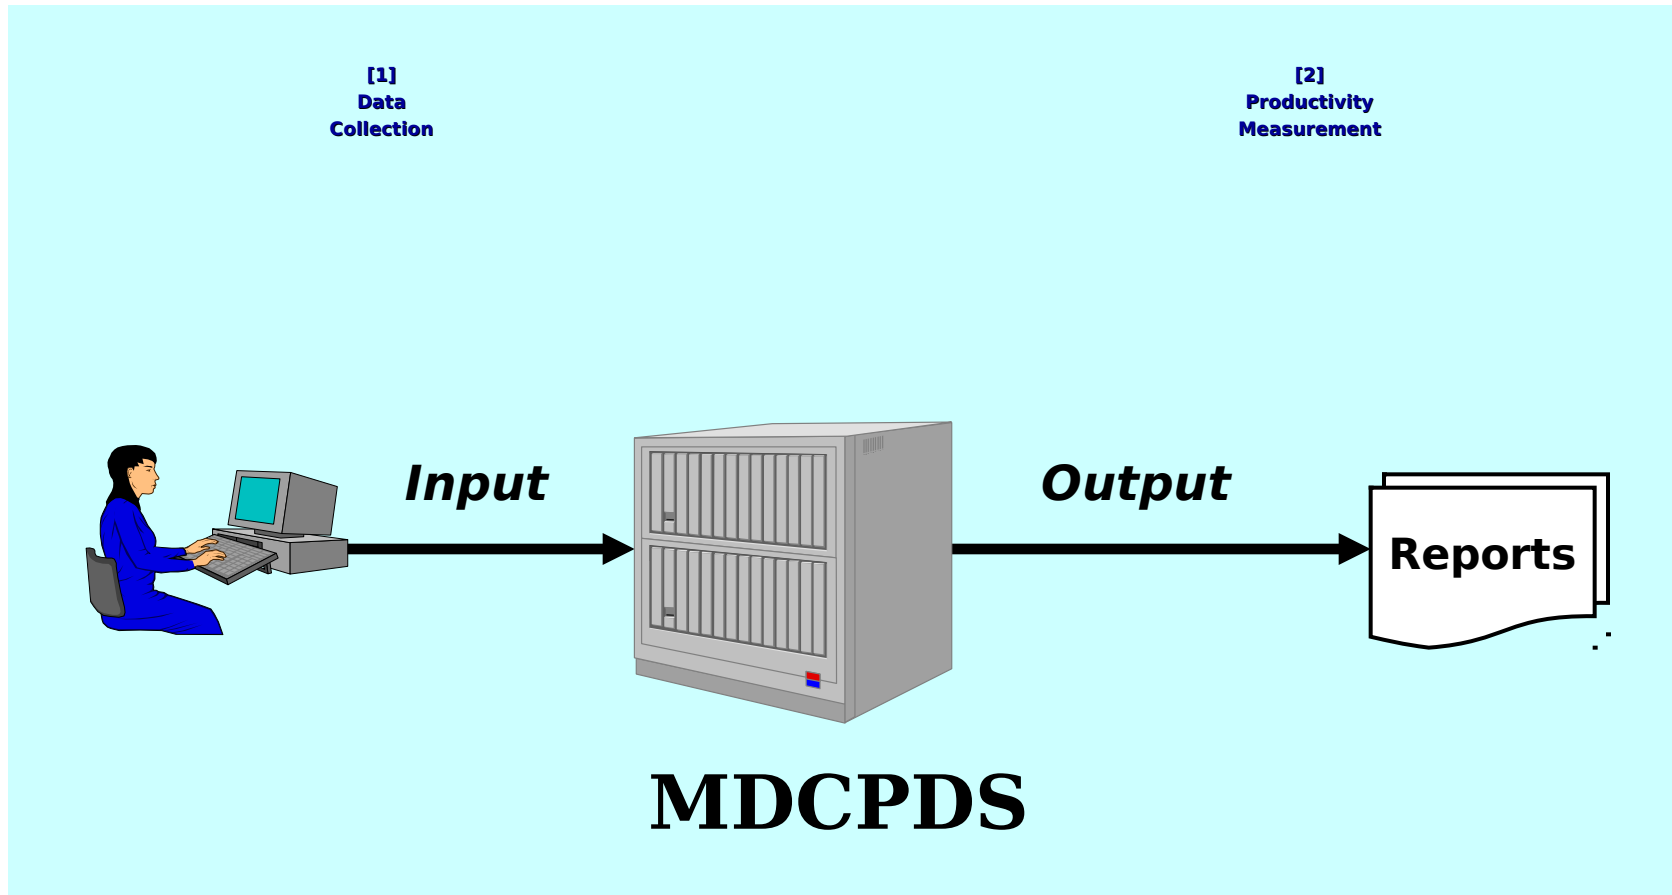 [1]
Data
Collection
[2]
Productivity
Measurement
Input
Output
Reports
MDCPDS